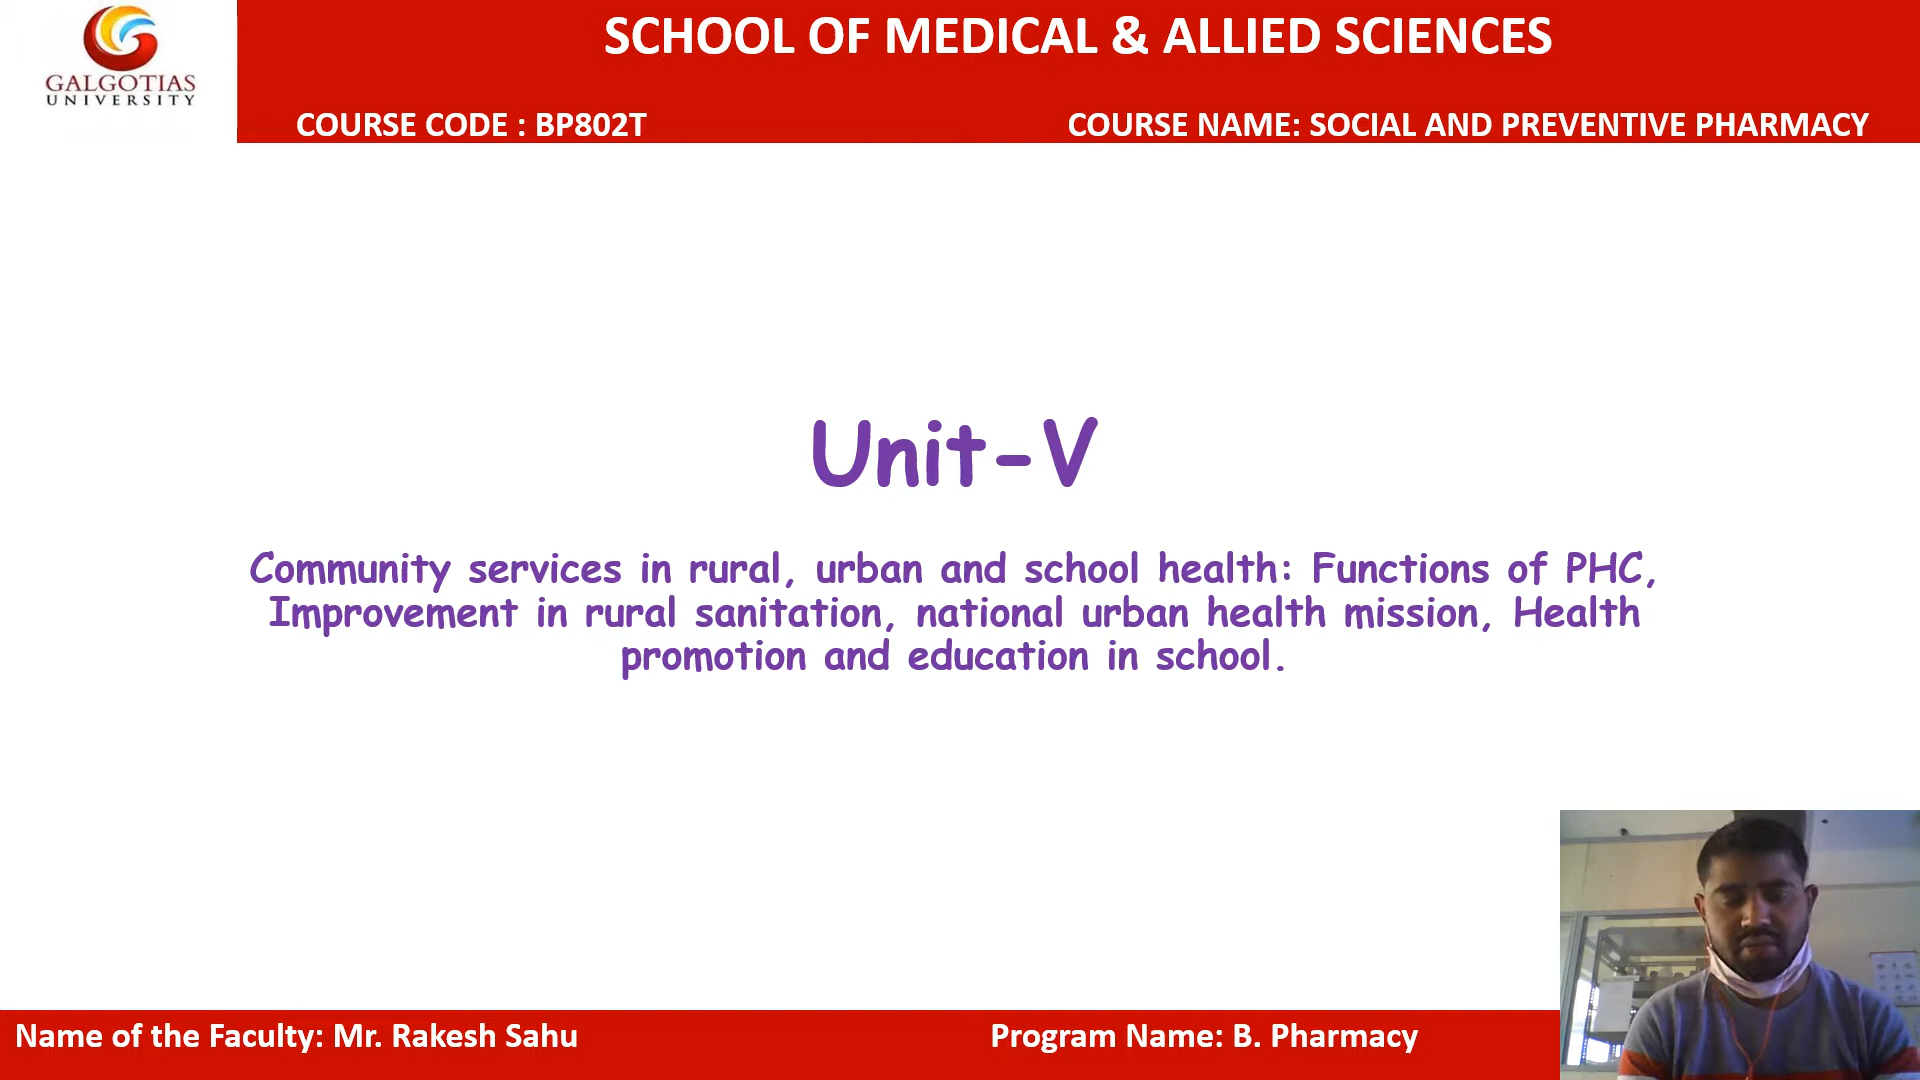 GALGOTIAS
UNIVERSITY
SCHOOL OF MEDICAL & ALLIED SCIENCES
COURSE CODE : BP802T
COURSE NAME: SOCIAL AND PREVENTIVE PHARMACY
Unit-V
Community services in rural, urban and school health: Functions of PHC,
Improvement in rural sanitation, national urban health mission, Health
promotion and education in school.
Name of the Faculty: Mr. Rakesh Sahu
Program Name: B. Pharmacy